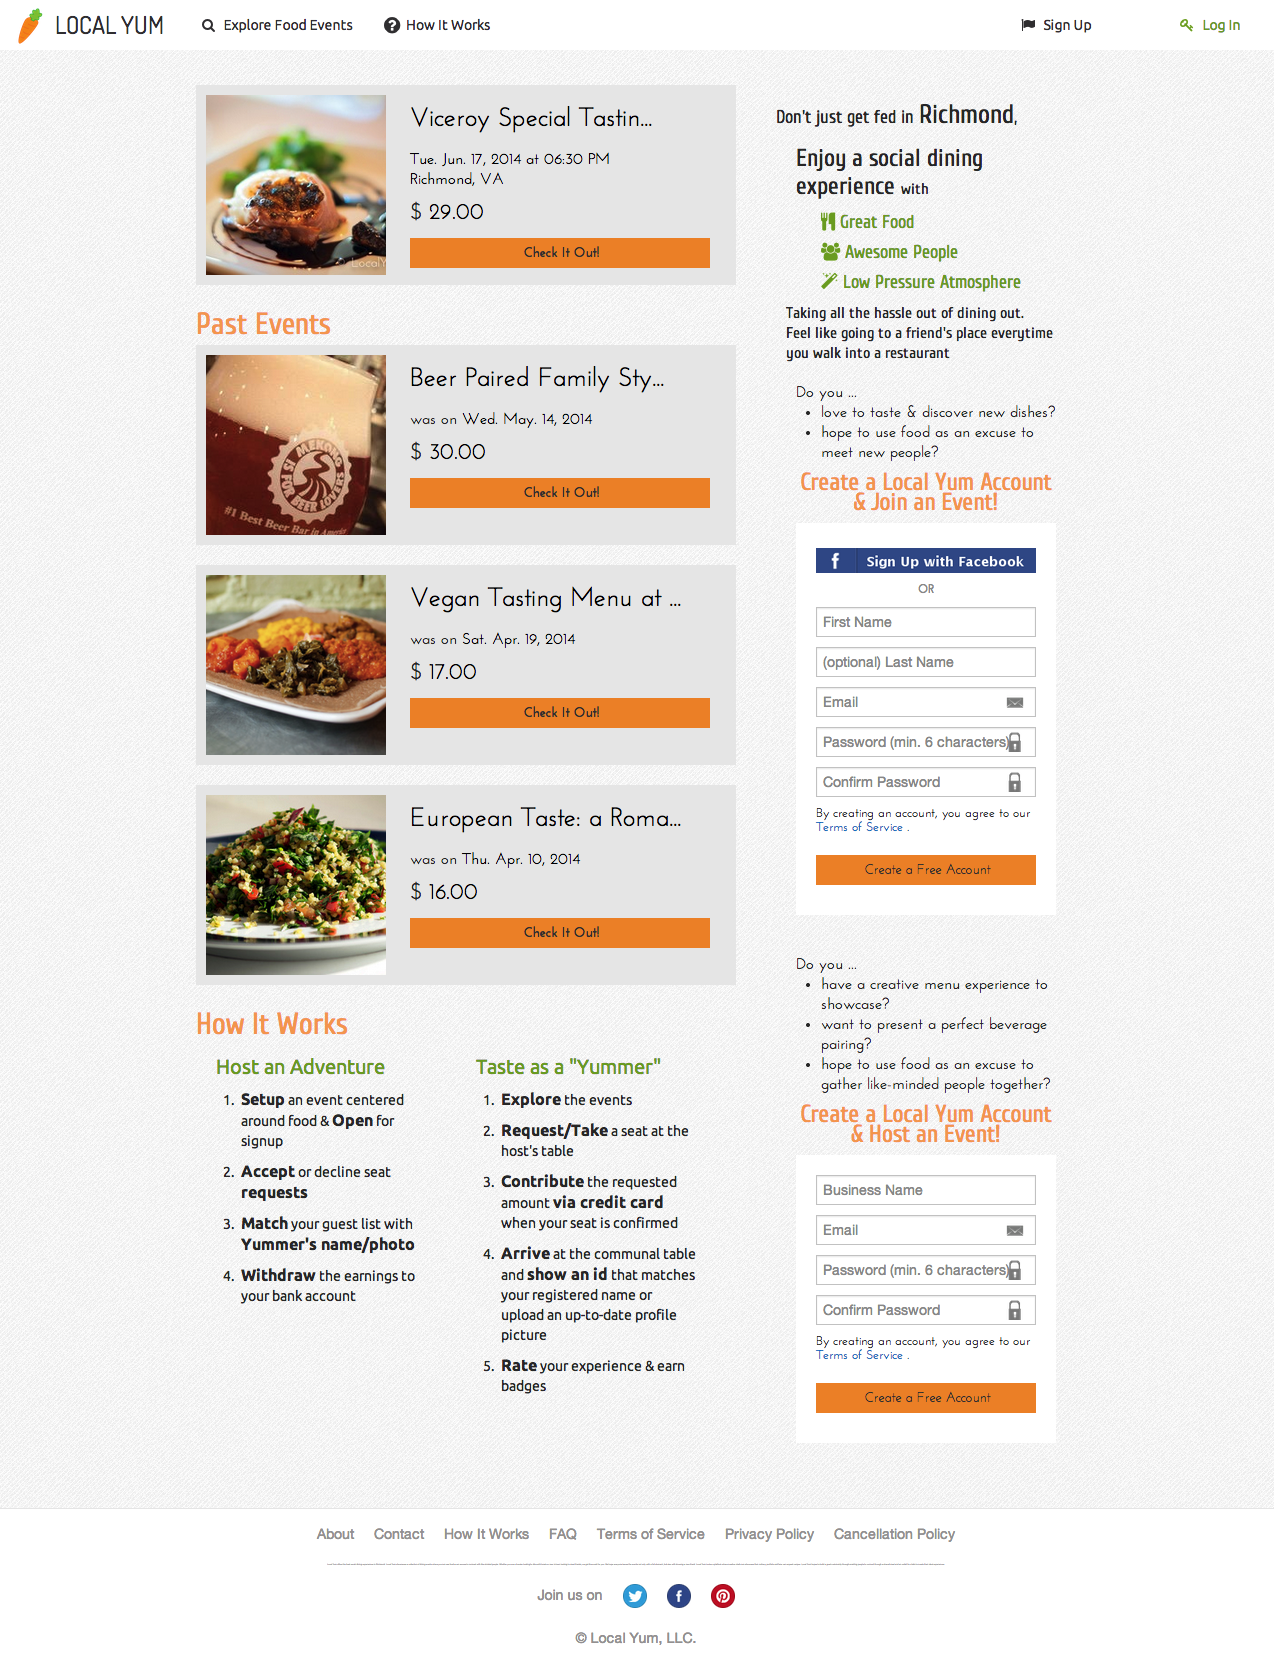 LOCAL YUM
Explore Food Events
How It Works
Sign Up
Log In
Viceroy Special Tastin...
Tue. Jun. 17, 2014 at 06:30 PM
Richmond, VA
$ 29.00
Check It Out!
Past Events
Beer Paired Family Sty...
was on Wed. May. 14, 2014
$ 30.00
Check It Out!
MEKONG
IS FOR BEER LOVERS
#1 Best Beer Bar in America
Vegan Tasting Menu at ...
was on Sat. Apr. 19, 2014
$ 17.00
Check It Out!
European Taste: a Roma...
was on Thu. Apr. 10, 2014
$ 16.00
Check It Out!
How It Works
Host an Adventure
1. Setup an event centered
around food & Open for
signup
2. Accept or decline seat
requests
3. Match your guest list with
Yummer's name/photo
4. Withdraw the earnings to
your bank account
Taste as a "Yummer"
1. Explore the events
2. Request/Take a seat at the
host's table
3. Contribute the requested
amount via credit card
when your seat is confirmed
4. Arrive at the communal table
and show an id that matches
your registered name or
upload an up-to-date profile
picture
5. Rate your experience & earn
badges
Don't just get fed in Richmond,
Enjoy a social dining
experience with
Great Food
Awesome People
Low Pressure Atmosphere
Taking all the hassle out of dining out.
Feel like going to a friend's place everytime
you walk into a restaurant
Do you ...
• love to taste & discover new dishes?
• hope to use food as an excuse to
meet new people?
Create a Local Yum Account
& Join an Event!
f Sign Up with Facebook
OR
First Name
(optional) Last Name
Email
Password (min. 6 characters)
Confirm Password
By creating an account, you agree to our
Terms of Service .
Create a Free Account
Do you ...
• have a creative menu experience to
showcase?
• want to present a perfect beverage
pairing?
• hope to use food as an excuse to
gather like-minded people together?
Create a Local Yum Account
& Host an Event!
Business Name
Email
Password (min. 6 characters)
Confirm Password
By creating an account, you agree to our
Terms of Service .
Create a Free Account
About Contact How It Works FAQ Terms of Service Privacy Policy Cancellation Policy
Join us on
© Local Yum, LLC.